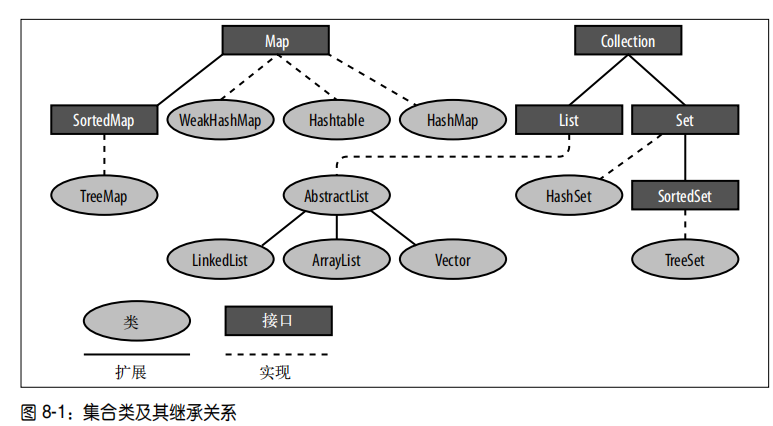 Map
Collection
SortedMap
WeakHashMap
Hashtable
HashMap
List
Set
TreeMap
AbstractList
HashSet
SortedSet
LinkedList
ArrayList
Vector
TreeSet
类
接口
扩展
实现
图 8-1：集合类及其继承关系